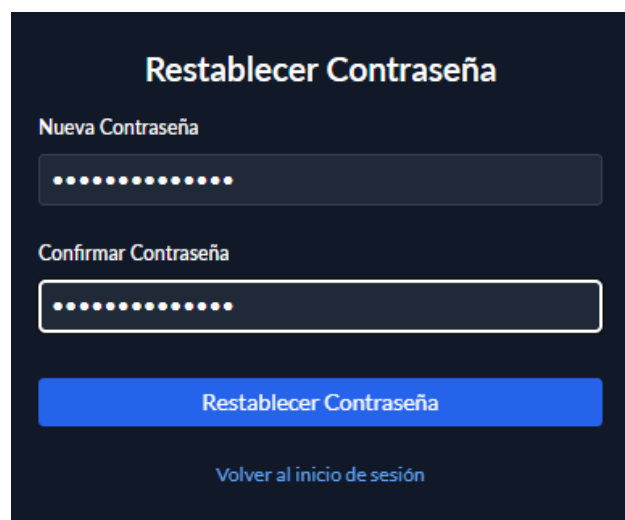 Restablecer Contraseña
Nueva Contraseña
••••••••••••••
Confirmar Contraseña
••••••••••••••
Restablecer Contraseña
Volver al inicio de sesión